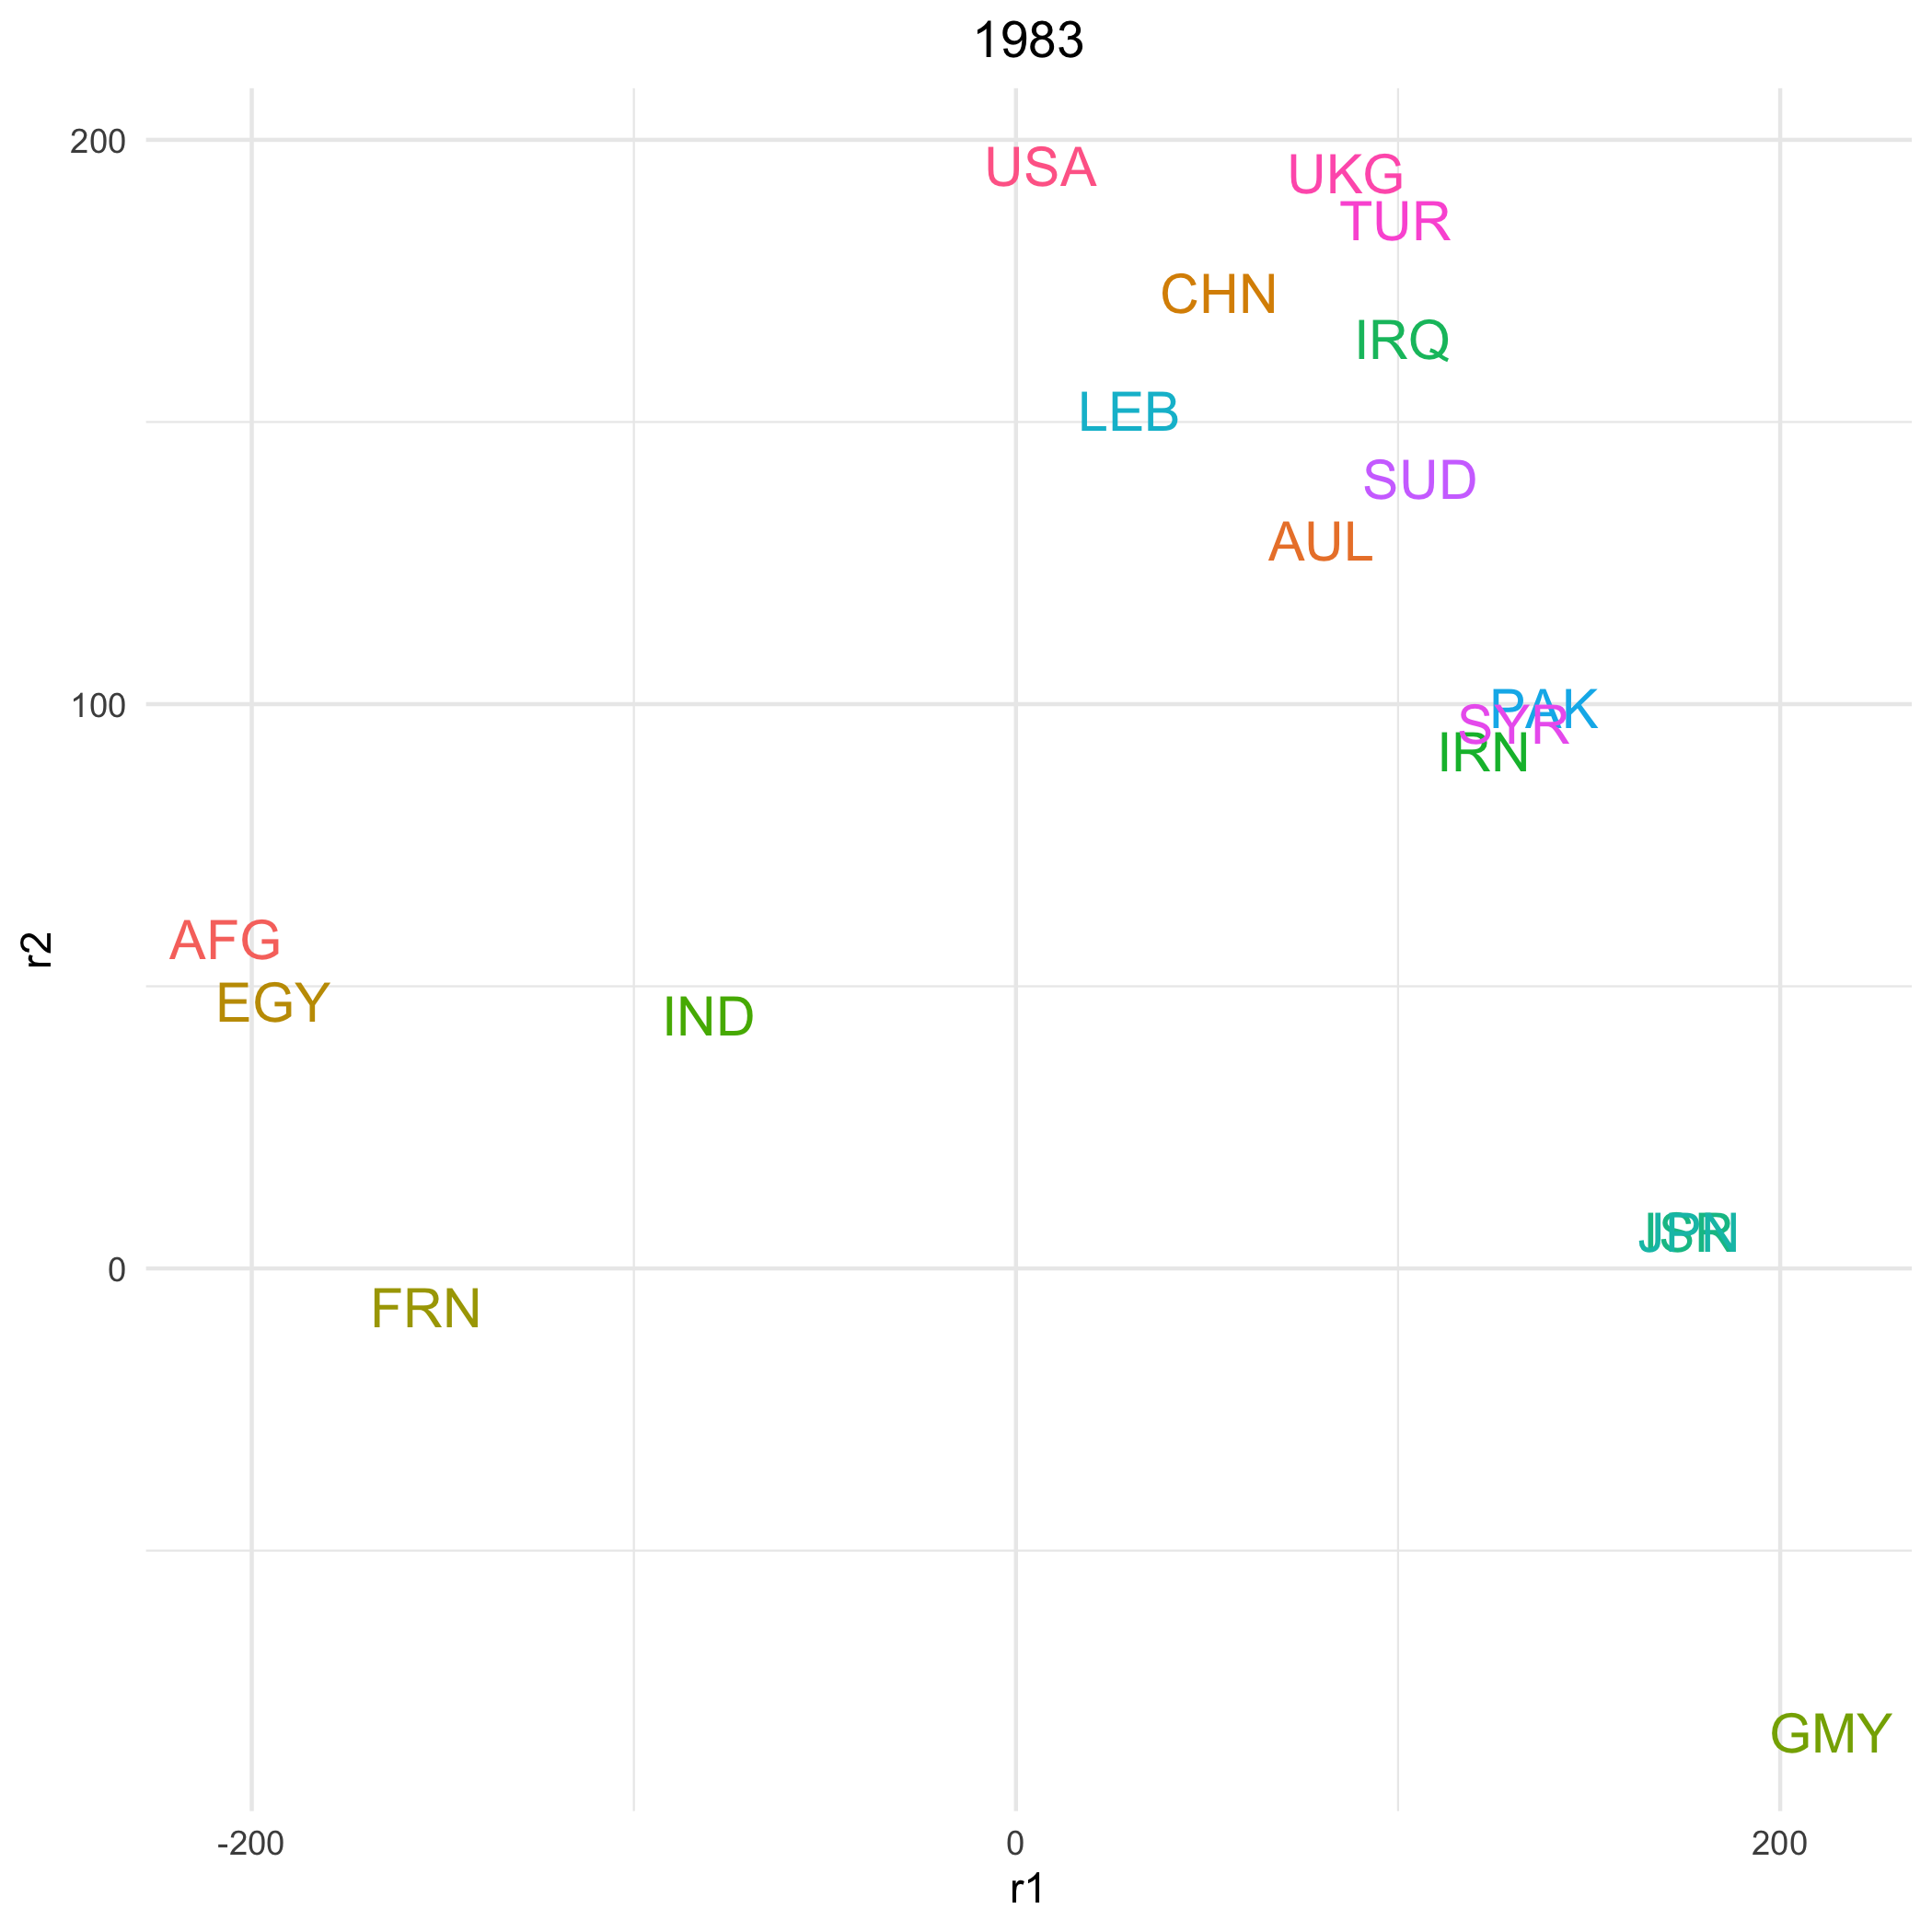 1983
200
USA
UKG
TUR
CHN
IRQ
LEB
SUD
AUL
100
PAK
SYR
IRN
AFG
r2
EGY
IND
0
FRN
GMY
-200
0
200
r1